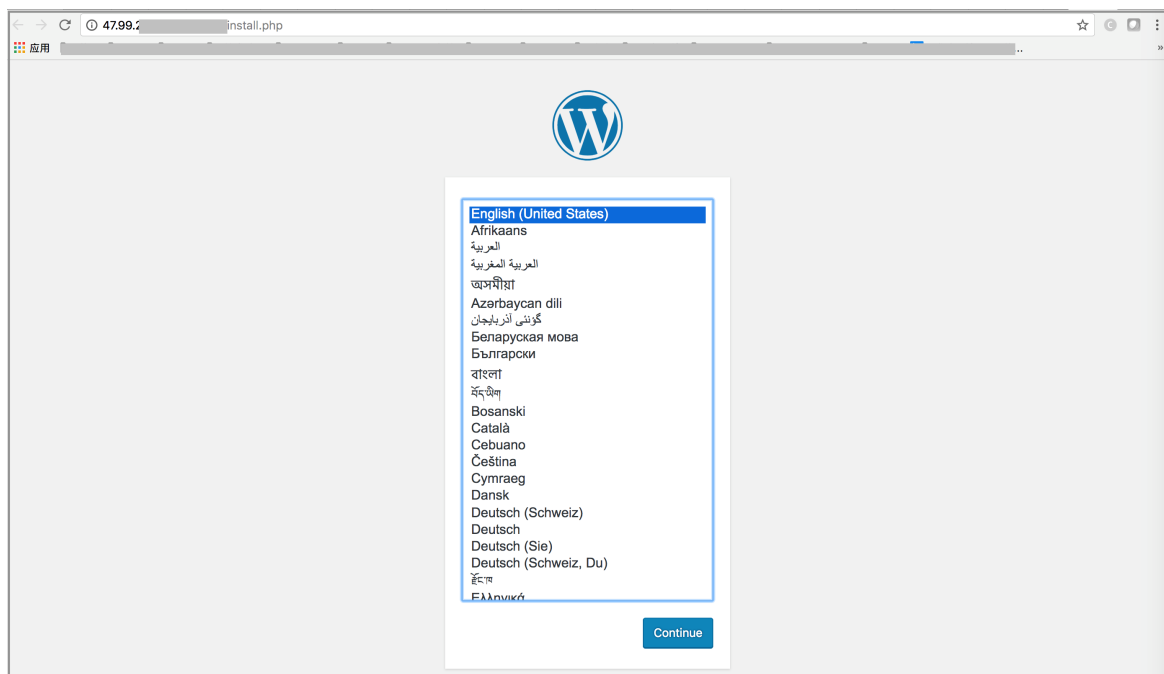 47.99.2 install.php
应用 .. »
English (United States)
Afrikaans
العربية
العربية المغربية
অসমীয়া
Azərbaycan dili
گؤنئی آذربایجان
Беларуская мова
Български
বাংলা
བོད་ཡིག
Bosanski
Català
Cebuano
Čeština
Cymraeg
Dansk
Deutsch (Schweiz)
Deutsch
Deutsch (Sie)
Deutsch (Schweiz, Du)
རྫོང་ཁ
Ελληνικά
Continue